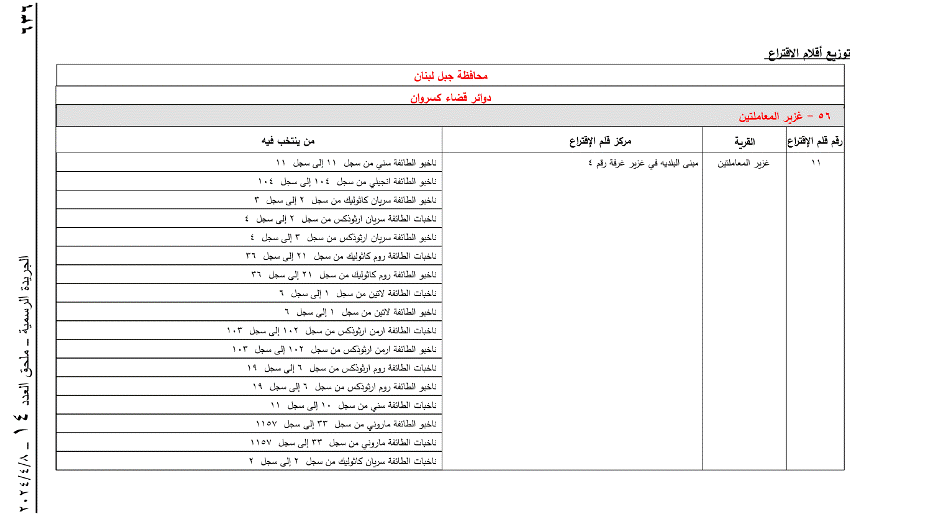 ٦٣٦
توزيع أقلام الاقتراع
محافظة جبل لبنان
دوائر قضاء كسروان
٥٦ - غزير المعاملتين
رقم قلم الإقتراع القرية مركز قلم الإقتراع من ينتخب فيه
١١ غزير المعاملتين مبنى البلديه في غزير غرفة رقم ٤ ناخبو الطائفة سني من سجل ١١ إلى سجل ١١
ناخبو الطائفة انجيلي من سجل ١٠٤ إلى سجل ١٠٤
ناخبو الطائفة سريان كاثوليك من سجل ٢ إلى سجل ٣
ناخبات الطائفة سريان ارثوذكس من سجل ٢ إلى سجل ٤
ناخبو الطائفة سريان ارثوذكس من سجل ٣ إلى سجل ٤
ناخبات الطائفة روم كاثوليك من سجل ٢١ إلى سجل ٣٦
ناخبو الطائفة روم كاثوليك من سجل ٢١ إلى سجل ٣٦
ناخبات الطائفة لاتين من سجل ١ إلى سجل ٦
ناخبو الطائفة لاتين من سجل ١ إلى سجل ٦
ناخبات الطائفة ارمن ارثوذكس من سجل ١٠٢ إلى سجل ١٠٣
ناخبو الطائفة ارمن ارثوذكس من سجل ١٠٢ إلى سجل ١٠٣
ناخبات الطائفة روم ارثوذكس من سجل ٦ إلى سجل ١٩
ناخبو الطائفة روم ارثوذكس من سجل ٦ إلى سجل ١٩
ناخبات الطائفة سني من سجل ١٠ إلى سجل ١١
ناخبو الطائفة ماروني من سجل ٣٣ إلى سجل ١١٥٧
ناخبات الطائفة ماروني من سجل ٣٣ إلى سجل ١١٥٧
ناخبات الطائفة سريان كاثوليك من سجل ٢ إلى سجل ٢
الجريدة الرسمية – ملحق العدد ١٤ – ٢٠٢٤/٤/٨